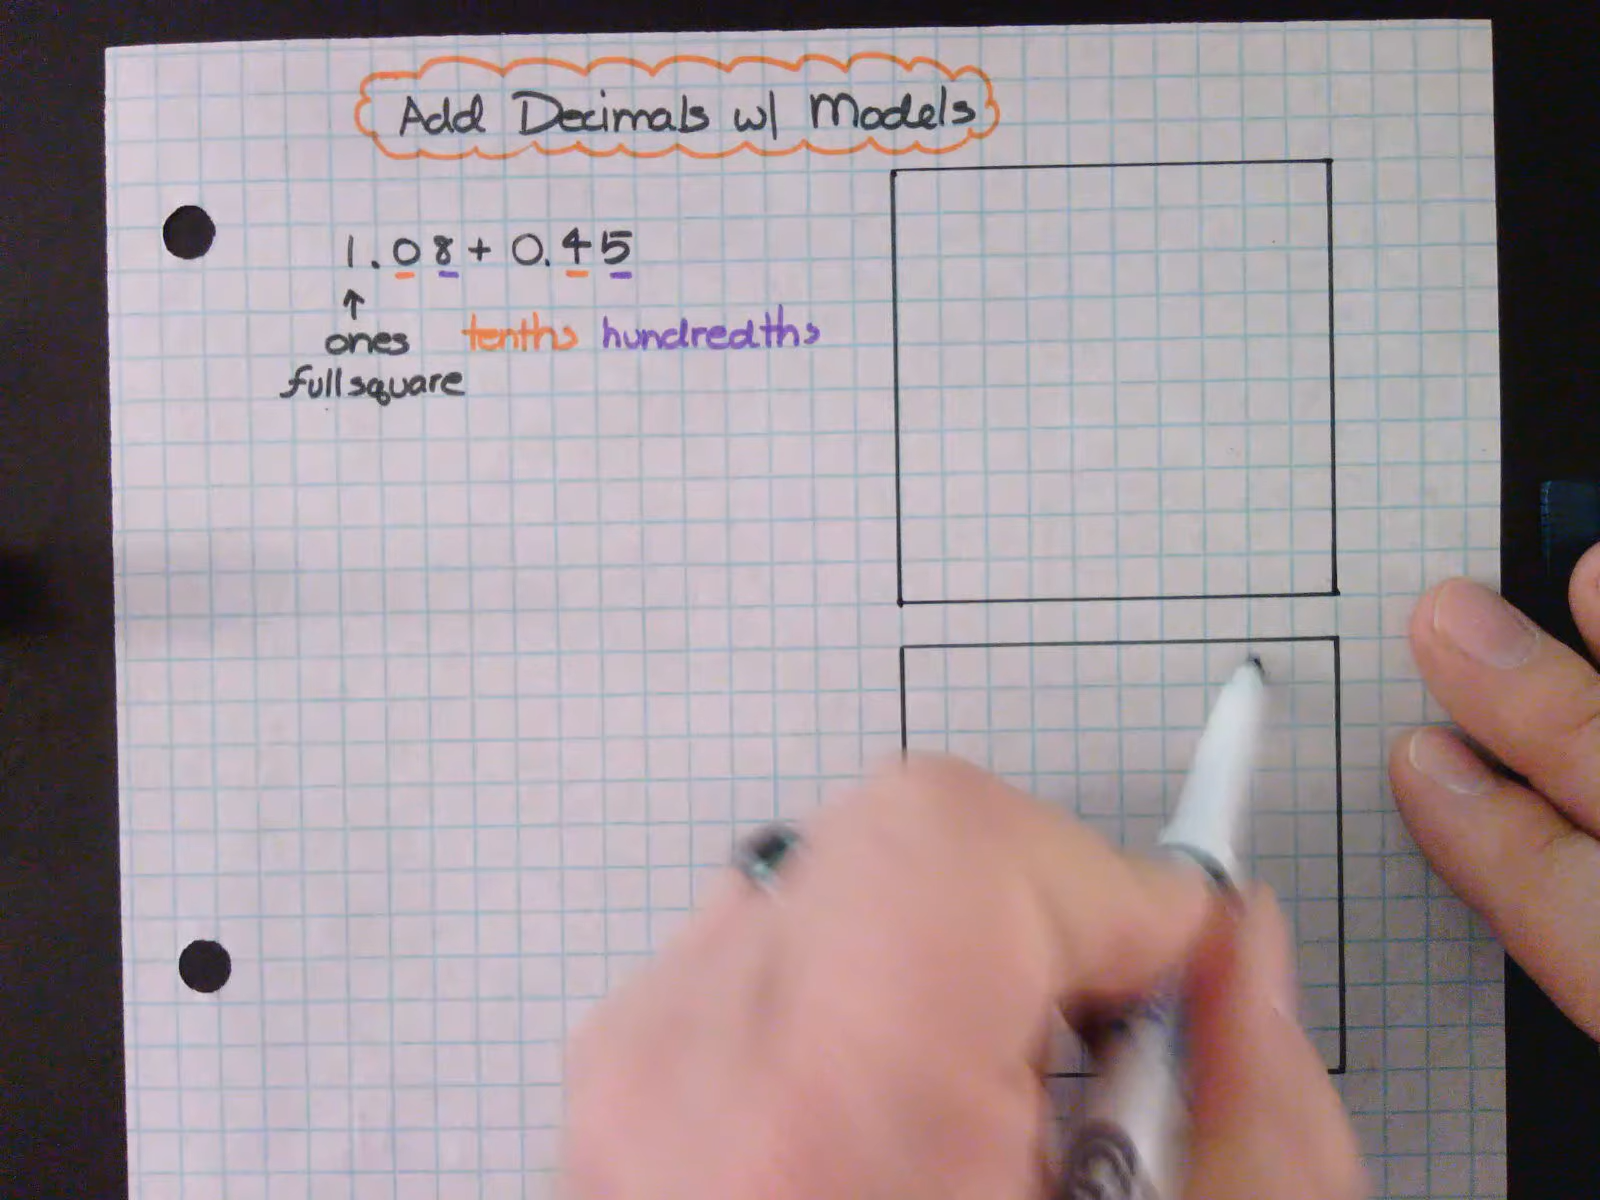 Add Decimals w/ Models
1.08 + 0.45
↑
ones tenths hundredths
full square